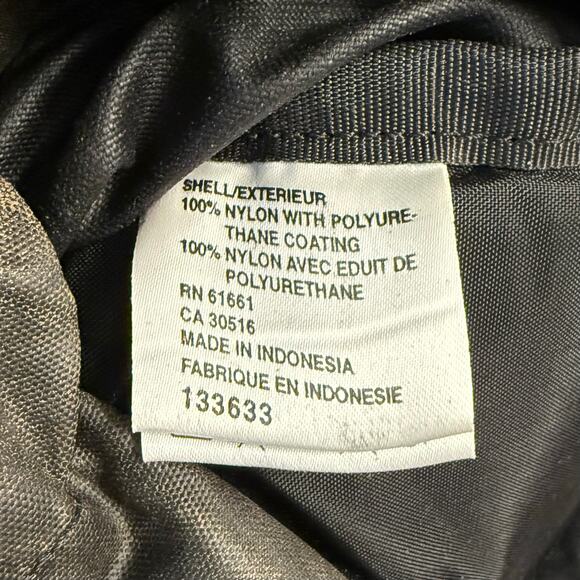 SHELL/EXTERIEUR
100% NYLON WITH POLYURE-
THANE COATING
100% NYLON AVEC EDUIT DE
POLYURETHANE
RN 61661
CA 30516
MADE IN INDONESIA
FABRIQUE EN INDONESIE
133633